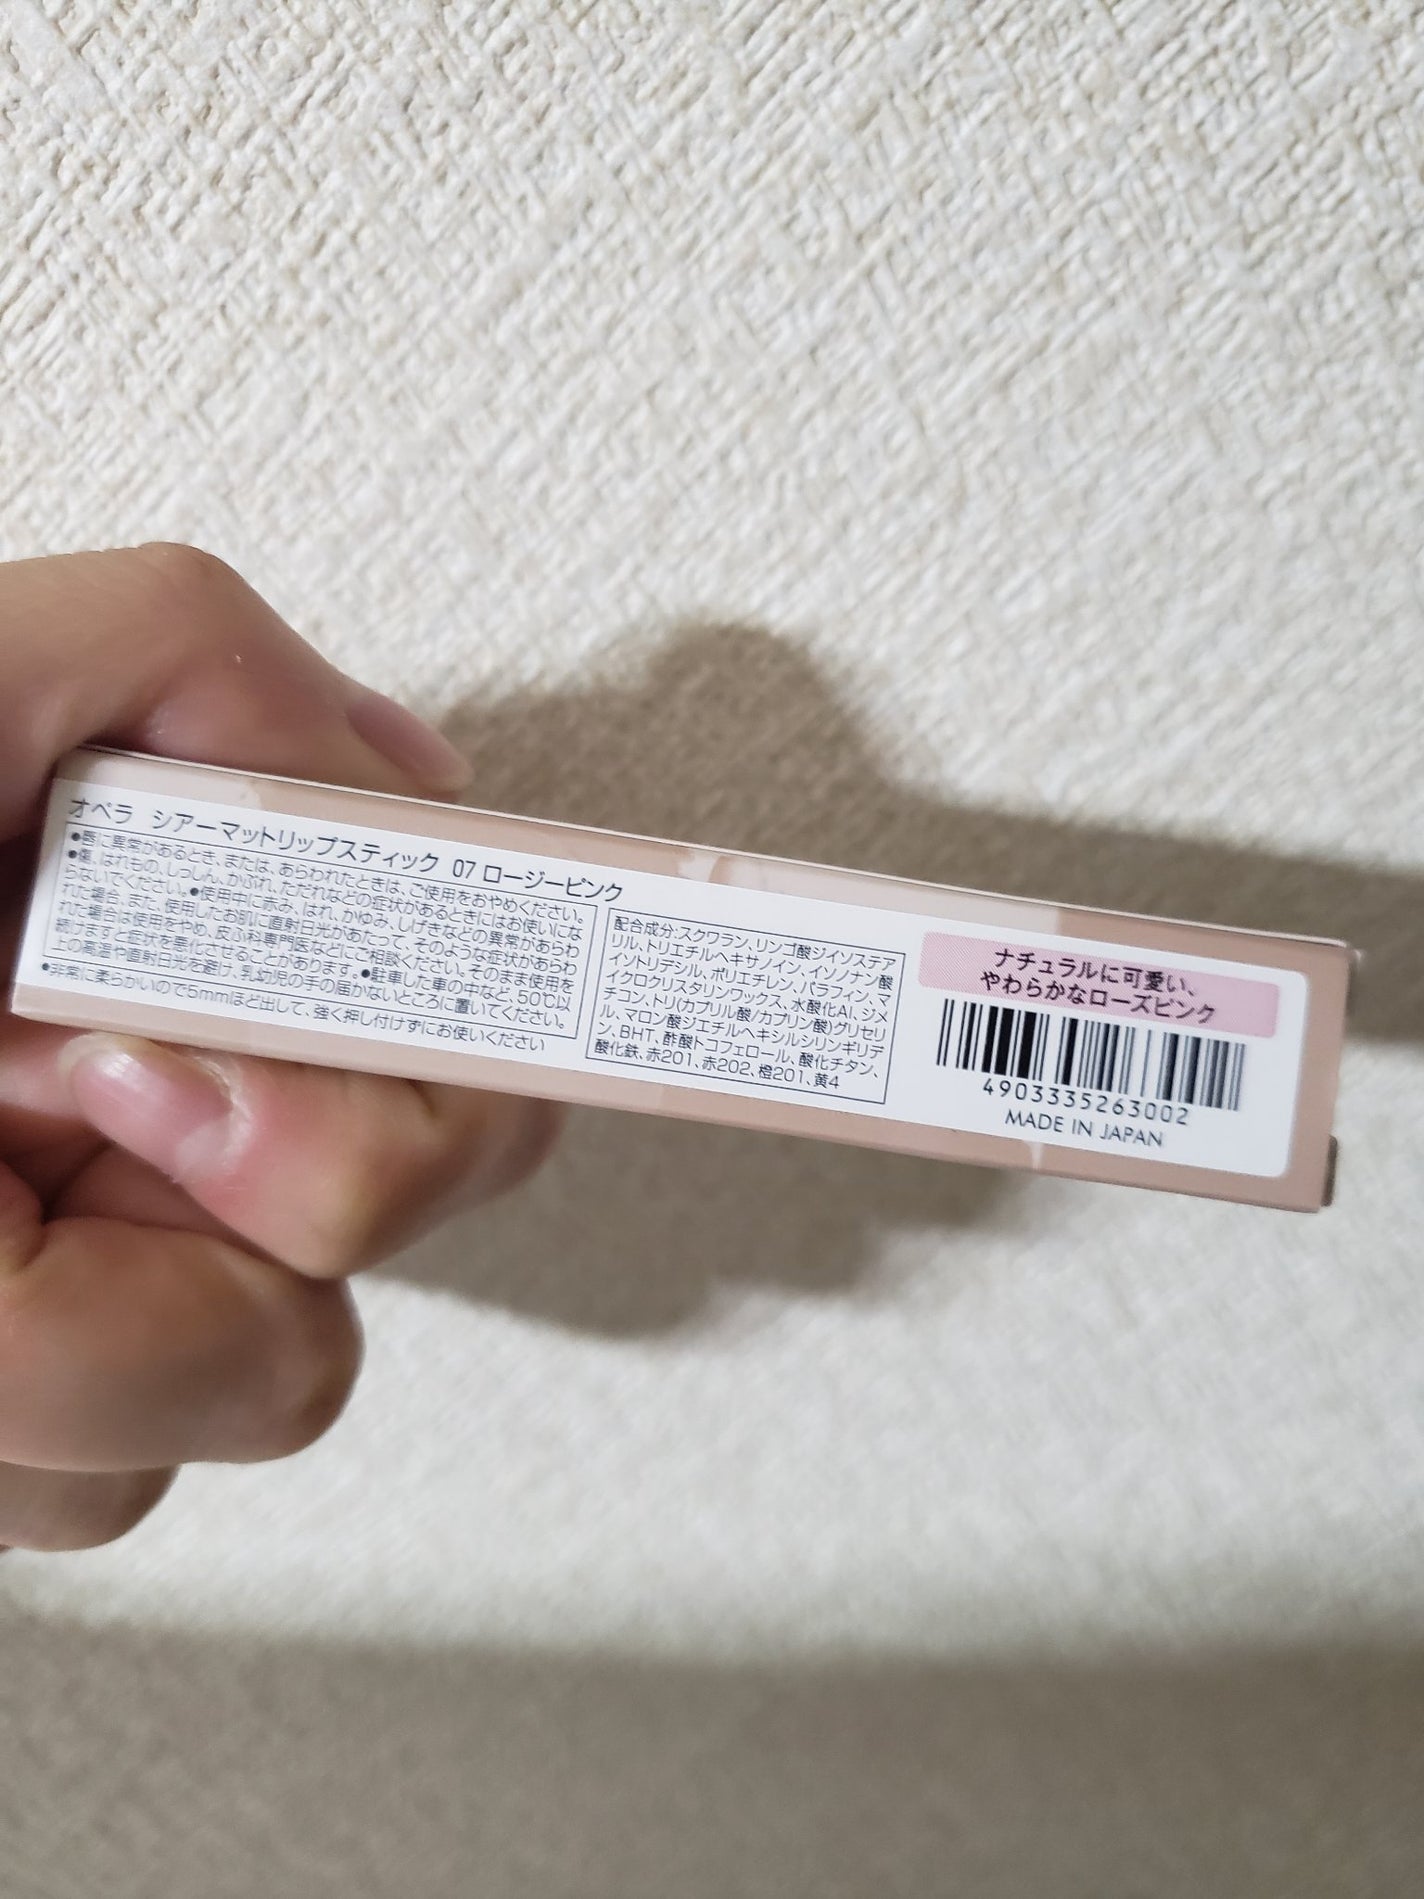 オペラ シアーマットリップスティック 07 ロージーピンク
●唇に異常があるとき、または、あらわれたときは、ご使用をおやめください。
●傷、はれもの、しっしん、かぶれ、ただれなどの症状があるときにはお使いにな
らないでください。●使用中に赤み、はれ、かゆみ、しげきなどの異常があらわ
れた場合、また、使用したお肌に直射日光があたって、そのような症状があらわ
れた場合は使用をやめ、皮ふ科専門医などにご相談ください。そのまま使用を
続けますと症状を悪化させることがあります。●駐車した車の中など、50℃以
上の高温や直射日光を避け、乳幼児の手の届かないところに置いてください。
●非常に柔らかいので5mmほど出して、強く押し付けずにお使いください
配合成分:スクワラン、リンゴ酸ジイソステア
リル、トリエチルヘキサノイン、イソノナン酸
イソトリデシル、ポリエチレン、パラフィン、マ
イクロクリスタリンワックス、水酸化Al、ジメ
チコン、トリ(カプリル酸/カプリン酸)グリセリ
ル、マロン酸ジエチルヘキシルシリンギリデ
ン、BHT、酢酸トコフェロール、酸化チタン、
酸化鉄、赤201、赤202、橙201、黄4
ナチュラルに可愛い、
やわらかなローズピンク
4903335263002
MADE IN JAPAN